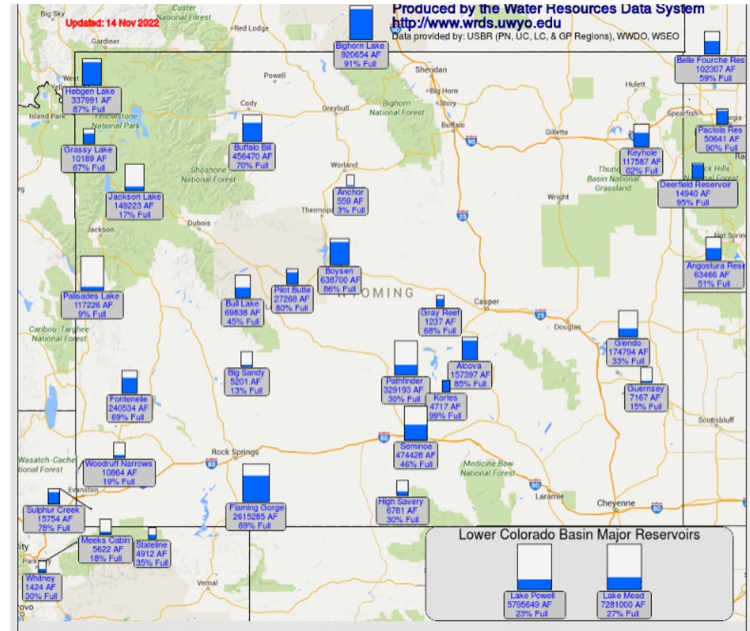 Produced by the Water Resources Data System
http://www.wrds.uwyo.edu
Data provided by: USBR (PN, UC, LC, & GP Regions), WWDO, WSEO
Updated: 14 Nov 2022
Big Sky
Custer
National Forest
Red Lodge
Gardiner
West
Island Park
Yellowstone
National Park
Hebgen Lake
337991 AF
87% Full
Bighorn Lake
920654 AF
91% Full
Sheridan
Big Horn
Story
Buffalo
Powell
Cody
Greybull
Bighorn
National Forest
Gillette
Hulett
Spearfish
Belle Fourche Res
102307 AF
59% Full
Pactola Res
50641 AF
90% Full
Grassy Lake
10189 AF
67% Full
Buffalo Bill
456470 AF
70% Full
Keyhole
117587 AF
62% Full
Deerfield Reservoir
14940 AF
95% Full
Jackson Lake
149223 AF
17% Full
Shoshone
National Forest
Worland
Anchor
559 AF
3% Full
Thermop
Basin National
Grassland
Wright
Jackson
Dubois
Angostura Res
63466 AF
51% Full
Palisades Lake
117226 AF
9% Full
Bull Lake
69838 AF
45% Full
Pilot Butte
27268 AF
80% Full
Boysen
638700 AF
86% Full
WYOMING
Gray Reef
1237 AF
68% Full
Casper
Douglas
Caribou-Targhee
National Forest
Glendo
174794 AF
33% Full
Guernsey
7167 AF
15% Full
Fontenelle
240534 AF
69% Full
Big Sandy
5201 AF
13% Full
Pathfinder
329193 AF
30% Full
Alcova
157397 AF
85% Full
Kortes
4717 AF
99% Full
Seminoe
474428 AF
46% Full
Scottsbluff
Wasatch-Cache
National Forest
Evanston
Woodruff Narrows
10864 AF
19% Full
Rock Springs
Medicine Bow
National Forest
Laramie
Cheyenne
Sulphur Creek
15754 AF
78% Full
Flaming Gorge
2615285 AF
69% Full
High Savery
6781 AF
30% Full
Meeks Cabin
5622 AF
18% Full
Stateline
4912 AF
35% Full
Whitney
1424 AF
30% Full
Vernal
Lower Colorado Basin Major Reservoirs
Lake Powell
5795649 AF
23% Full
Lake Mead
7281000 AF
27% Full